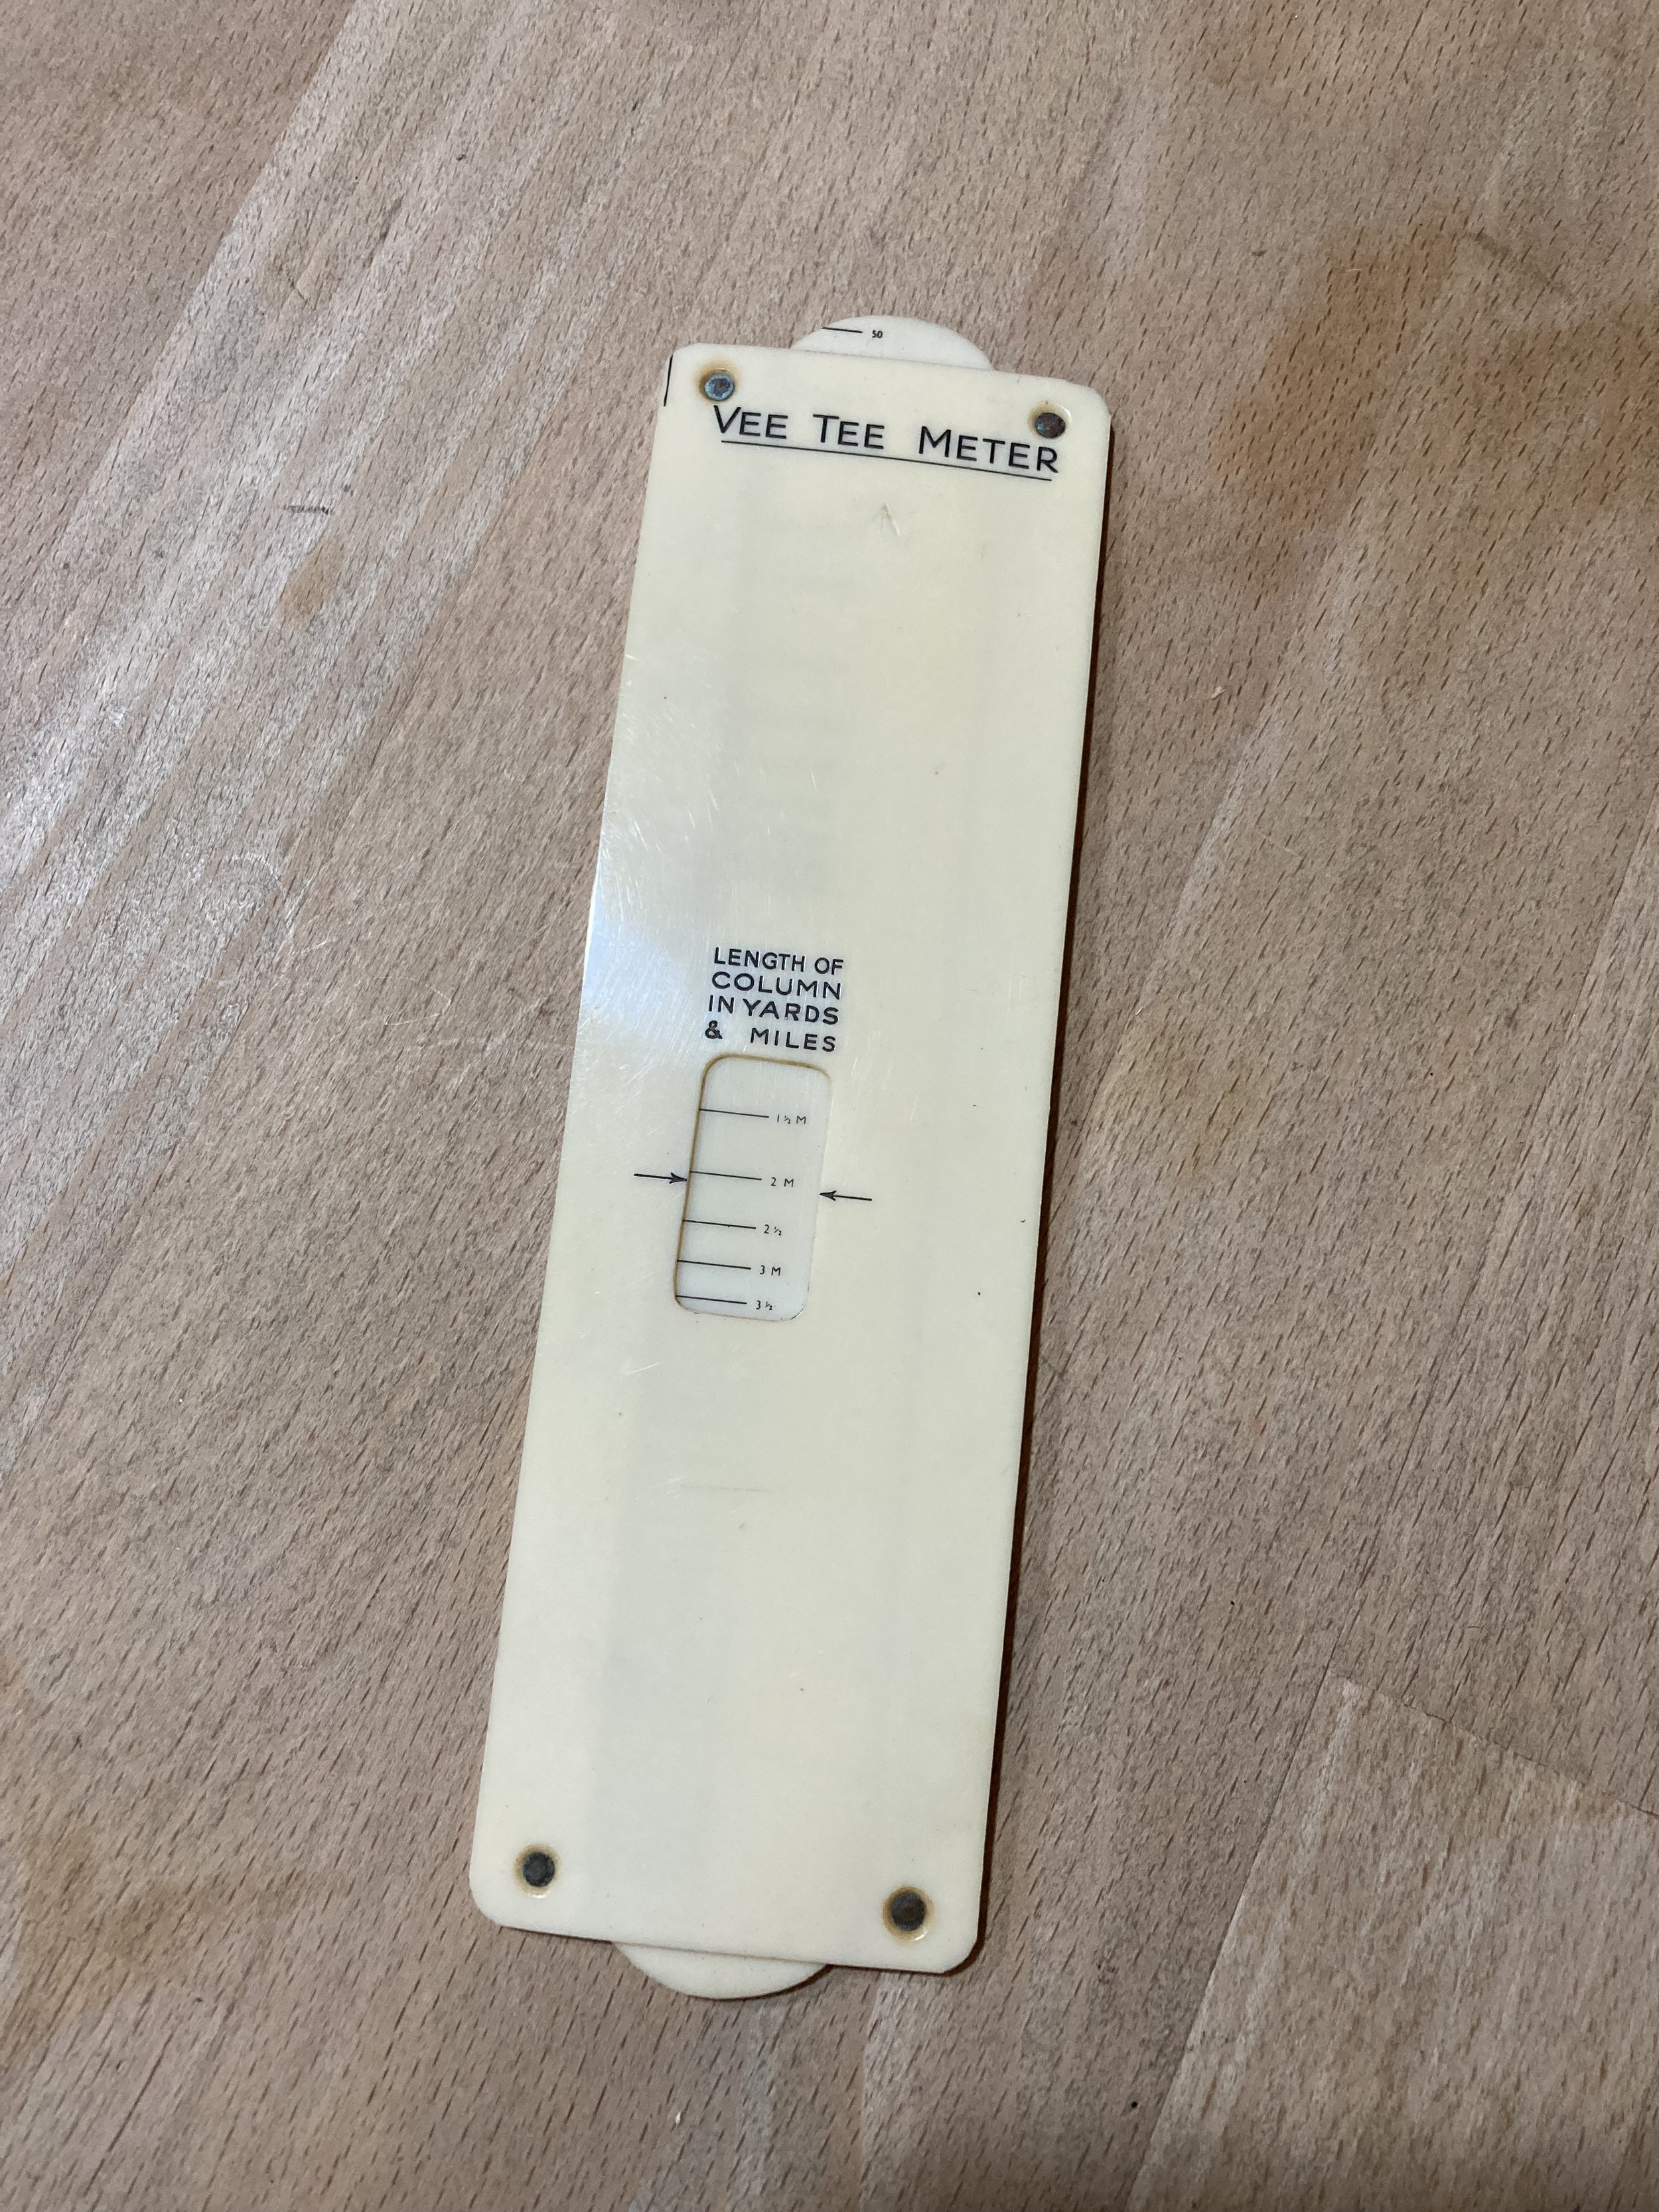 50
VEE TEE METER
LENGTH OF
COLUMN
IN YARDS
& MILES
1½ M
2 M
2½
3 M
3½